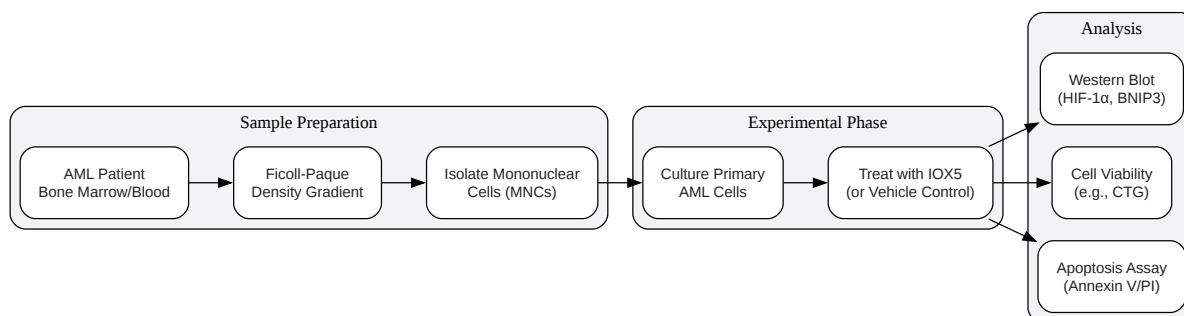 Sample Preparation
AML Patient
Bone Marrow/Blood
Ficoll-Paque
Density Gradient
Isolate Mononuclear
Cells (MNCs)
Experimental Phase
Culture Primary
AML Cells
Treat with IOX5
(or Vehicle Control)
Analysis
Western Blot
(HIF-1α, BNIP3)
Cell Viability
(e.g., CTG)
Apoptosis Assay
(Annexin V/PI)